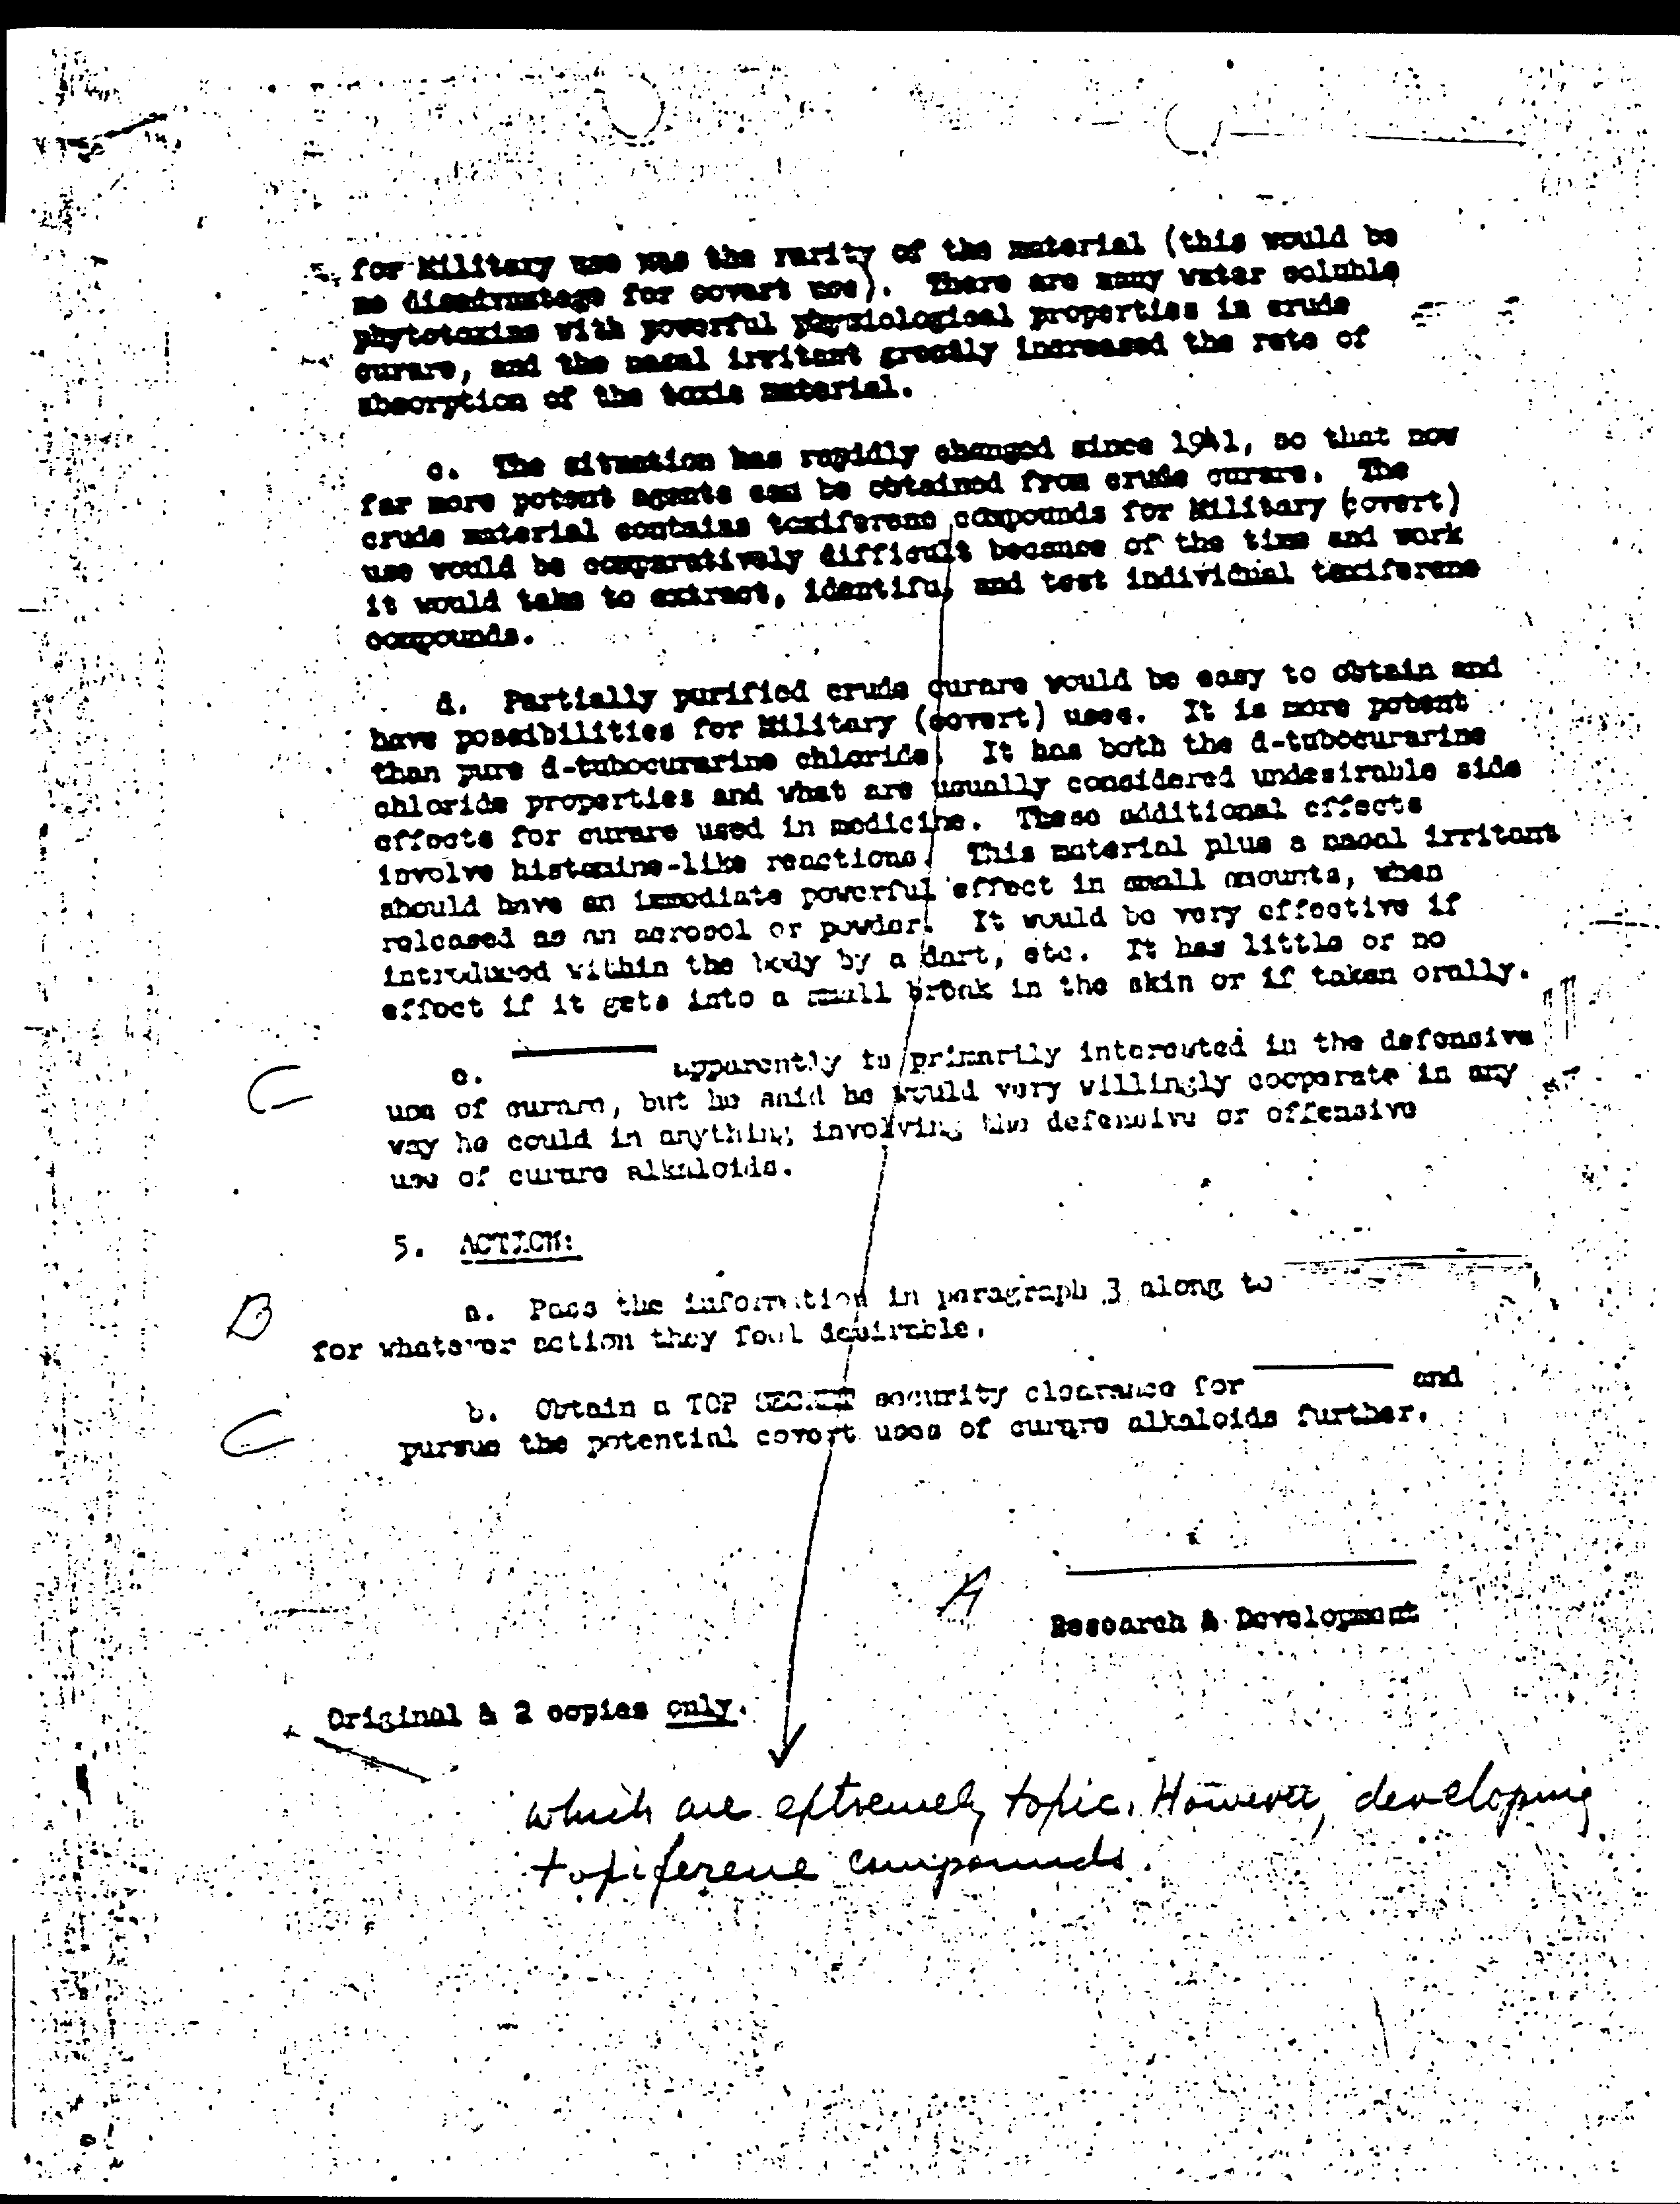 for Military use was the rarity of the material (this would be
no disadvantage for covert use). There are many water soluble
phytotoxins with powerful physiological properties in crude
curare, and the nasal irritant greatly increased the rate of
absorption of the toxic material.
c. The situation has rapidly changed since 1941, so that now
far more potent agents can be obtained from crude curare. The
crude material contains toxiferene compounds for Military (covert)
use would be comparatively difficult because of the time and work
it would take to extract, identify, and test individual toxiferene
compounds.
d. Partially purified crude curare would be easy to obtain and
have possibilities for Military (covert) uses. It is more potent
than pure d-tubocurarine chloride. It has both the d-tubocurarine
chloride properties and what are usually considered undesirable side
effects for curare used in medicine. These additional effects
involve histamine-like reactions. This material plus a nasal irritant
should have an immediate powerful effect in small amounts, when
released as an aerosol or powder. It would be very effective if
introduced within the body by a dart, etc. It has little or no
effect if it gets into a small break in the skin or if taken orally.
C
e. apparently is primarily interested in the defensive
use of curare, but he said he would very willingly cooperate in any
way he could in anything involving the defensive or offensive
use of curare alkaloids.
5. ACTION:
B
a. Pass the information in paragraph 3 along to
for whatever action they feel desirable.
C
b. Obtain a TOP SECRET security clearance for and
pursue the potential covert uses of curare alkaloids further.
A
Research & Development
Original & 2 copies only.
which are extremely toxic. However, developing
toxiferene compounds.